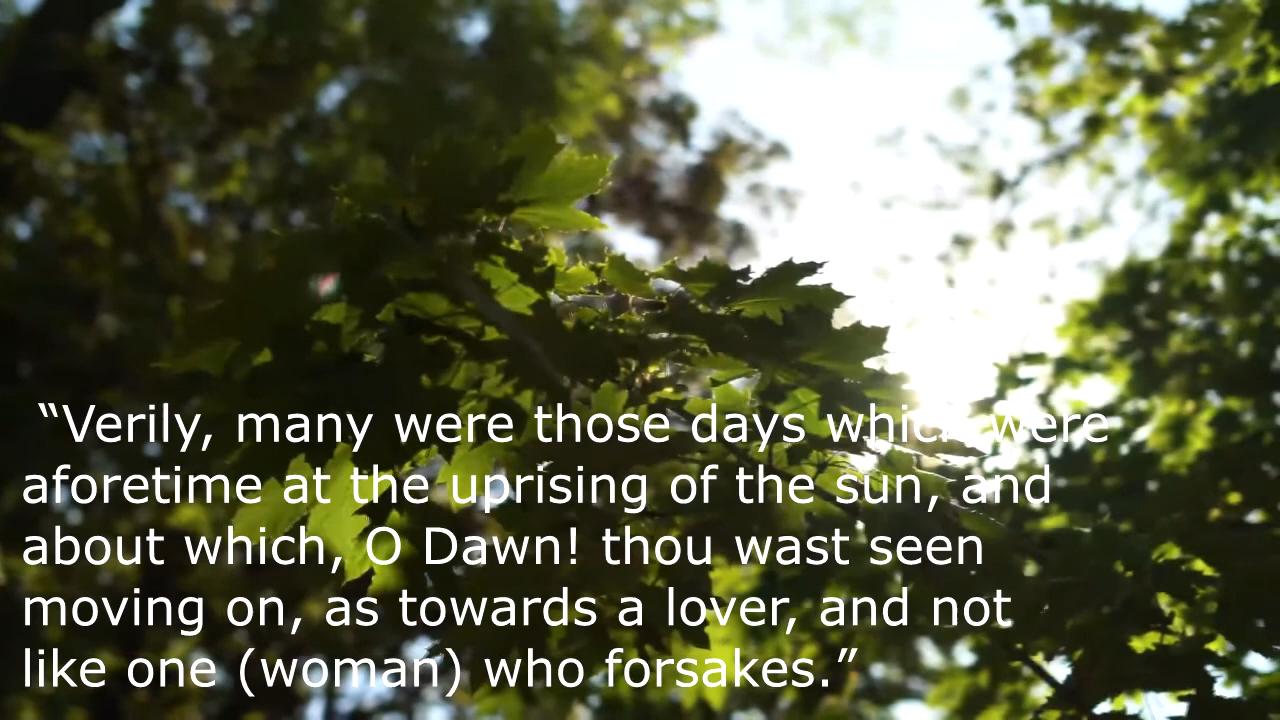 “Verily, many were those days which were
aforetime at the uprising of the sun, and
about which, O Dawn! thou wast seen
moving on, as towards a lover, and not
like one (woman) who forsakes.”